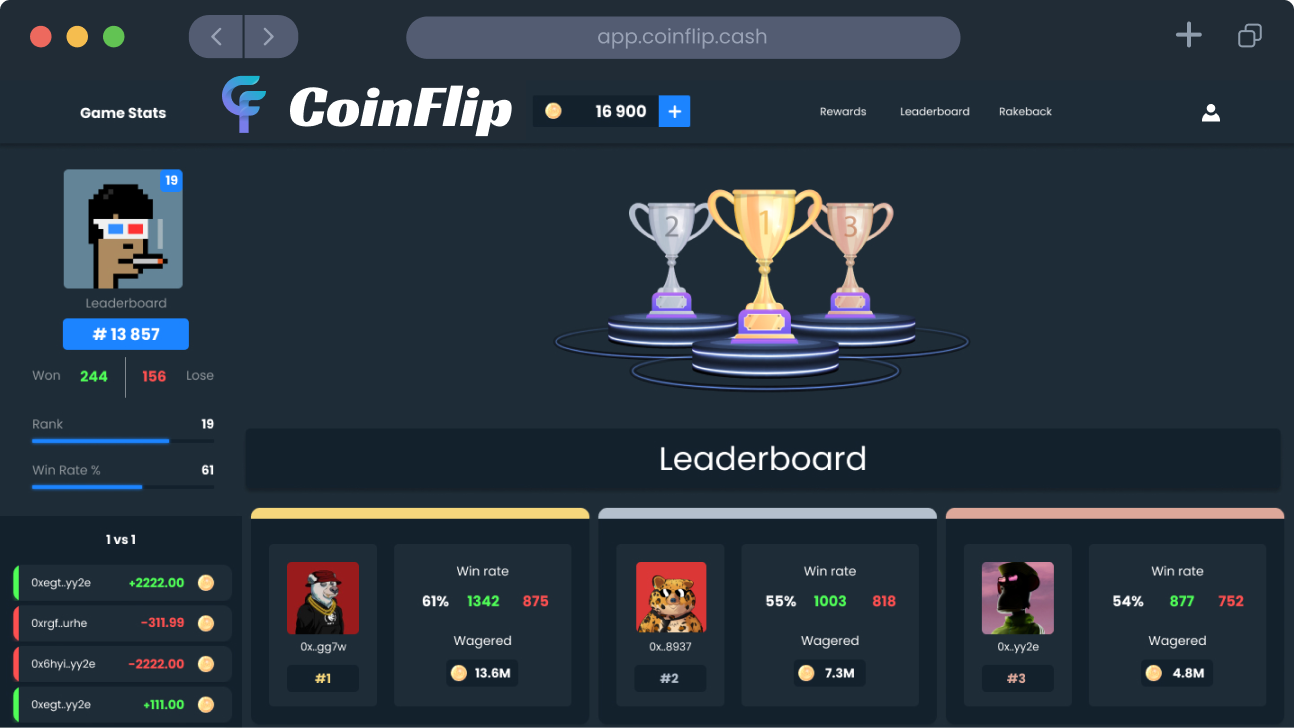 app.coinflip.cash
Game Stats
CoinFlip
16 900
+
Rewards
Leaderboard
Rakeback
19
Leaderboard
# 13 857
Won 244 156 Lose
Rank 19
Win Rate % 61
1 vs 1
0xegt..yy2e +2222.00
0xrgf..urhe -311.99
0x6hyi..yy2e -2222.00
0xegt..yy2e +111.00
2
1
3
Leaderboard
0x..gg7w
#1
Win rate
61% 1342 875
Wagered
13.6M
0x..8937
#2
Win rate
55% 1003 818
Wagered
7.3M
0x..yy2e
#3
Win rate
54% 877 752
Wagered
4.8M